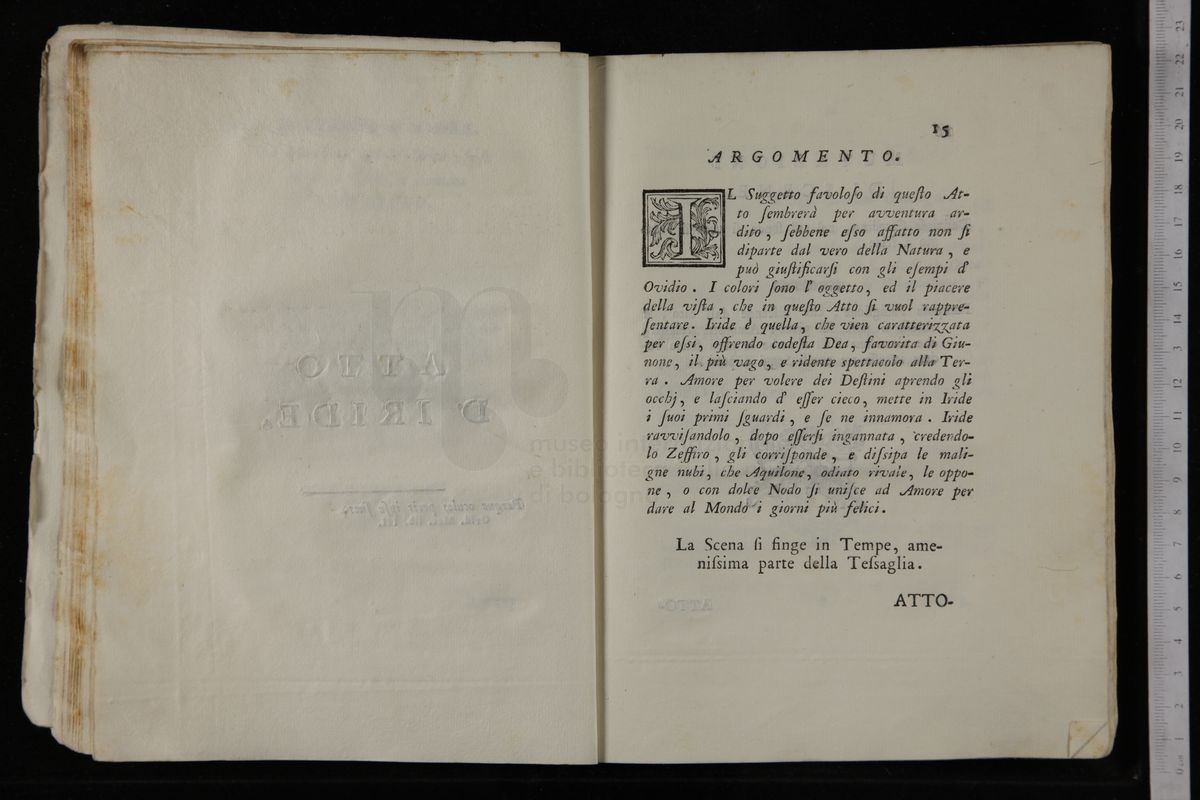 15
ARGOMENTO.
IL Suggetto favoloſo di queſto At-
to ſembrerà per avventura ar-
dito, ſebbene eſso affatto non ſi
diparte dal vero della Natura, e
può giuſtificarſi con gli eſempi d'
Ovidio. I colori ſono l'oggetto, ed il piacere
della viſta, che in queſto Atto ſi vuol rappre-
ſentare. Iride è quella, che vien caratterizzata
per eſsi, offrendo codeſta Dea, favorita di Giu-
none, il più vago, e ridente spettacolo alla Ter-
ra. Amore per volere dei Deſtini aprendo gli
occhj, e laſciando d'eſſer cieco, mette in Iride
i ſuoi primi ſguardi, e ſe ne innamora. Iride
ravviſandolo, dopo eſſerſi ingannata, credendo-
lo Zeffiro, gli corriſponde, e diſsipa le mali-
gne nubi, che Aquilone, odiato rivale, le oppo-
ne, o con dolce Nodo ſi uniſce ad Amore per
dare al Mondo i giorni più felici.
La Scena ſi finge in Tempe, ame-
niſsima parte della Teſsaglia.
ATTO-
ATTO
D'IRIDE.
museo
e bibliote
di bologn